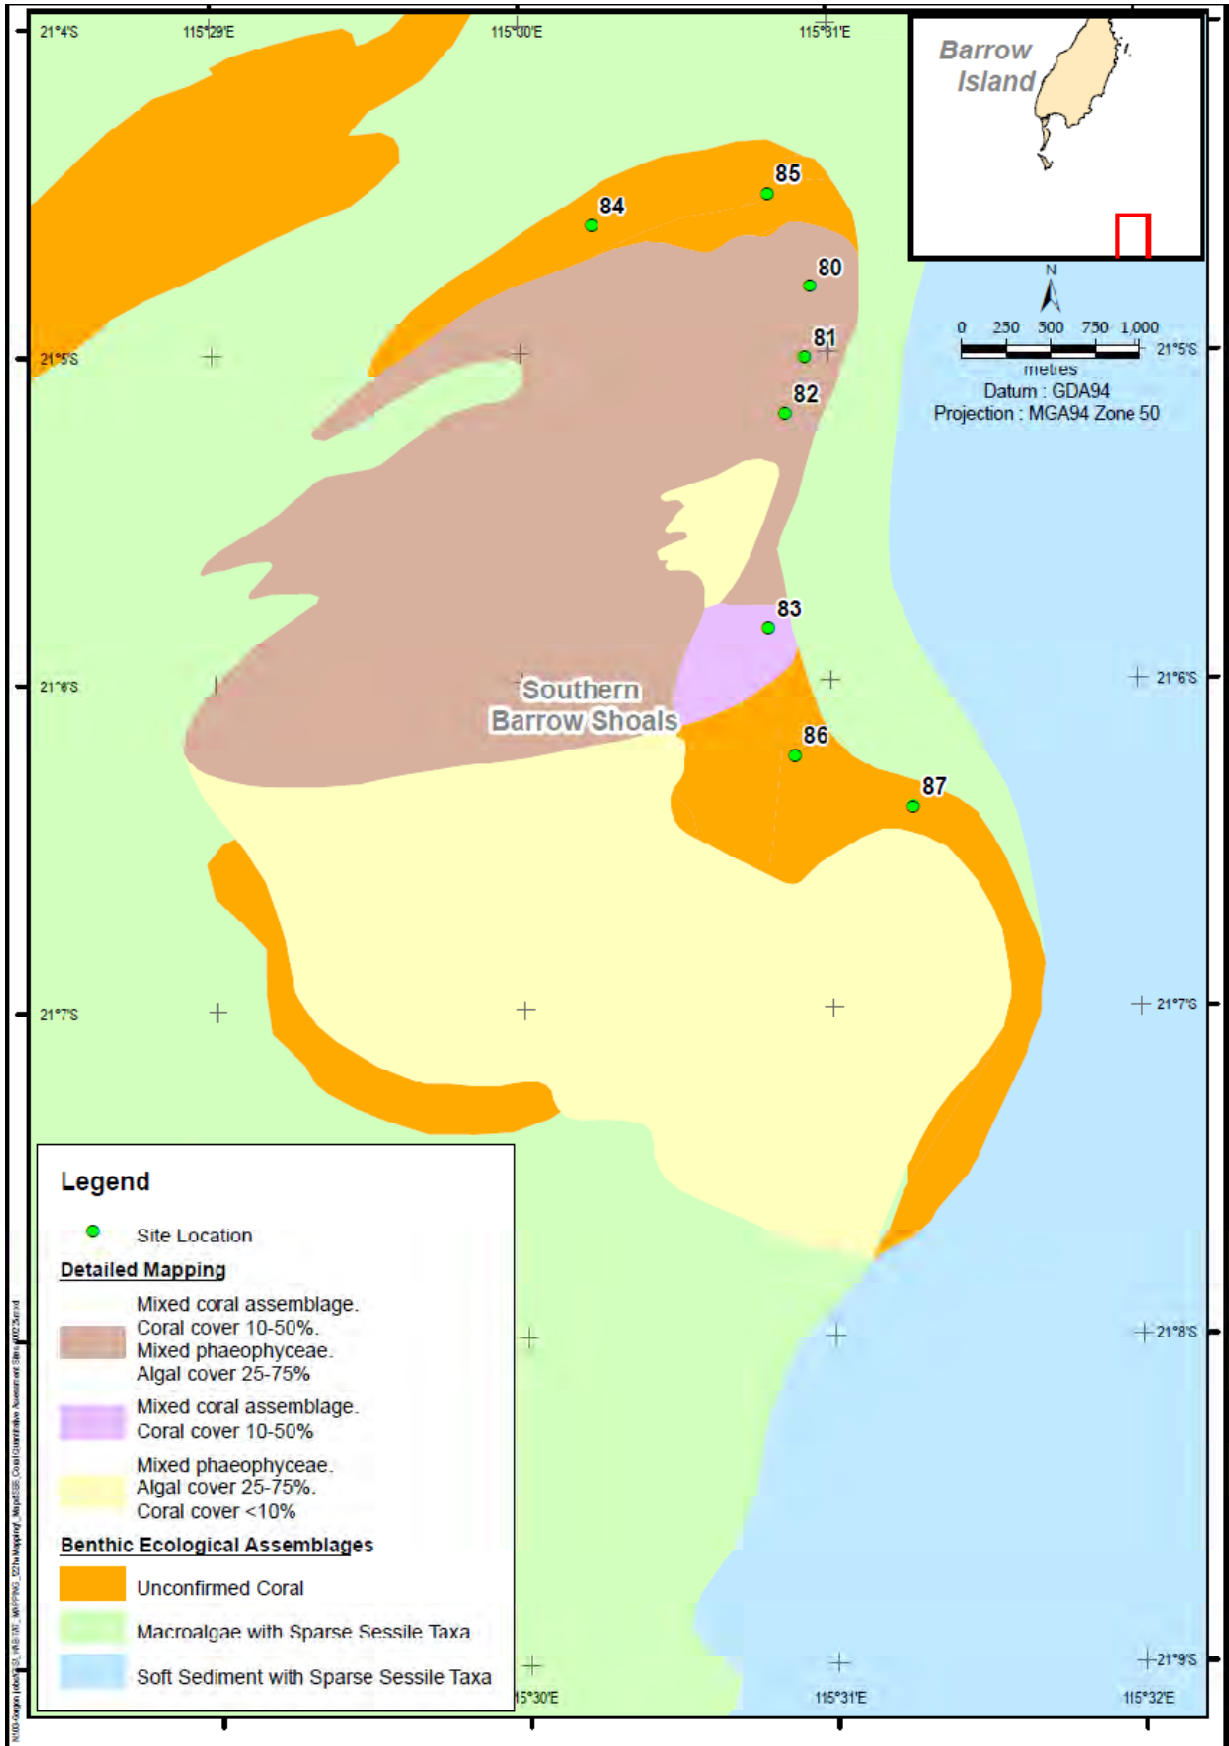 21°4'S
115°29'E
115°00'E
115°31'E
Barrow
Island
85
84
80
N
0 250 500 750 1,000
metres
Datum : GDA94
Projection : MGA94 Zone 50
21°5'S
81
21°5'S
82
83
21°6'S
21°6'S
Southern
Barrow Shoals
86
87
21°7'S
21°7'S
Legend
Site Location
Detailed Mapping
Mixed coral assemblage.
Coral cover 10-50%.
Mixed phaeophyceae.
Algal cover 25-75%
Mixed coral assemblage.
Coral cover 10-50%
Mixed phaeophyceae.
Algal cover 25-75%.
Coral cover <10%
Benthic Ecological Assemblages
Unconfirmed Coral
Macroalgae with Sparse Sessile Taxa
Soft Sediment with Sparse Sessile Taxa
21°8'S
21°9'S
15°30'E
115°31'E
115°32'E